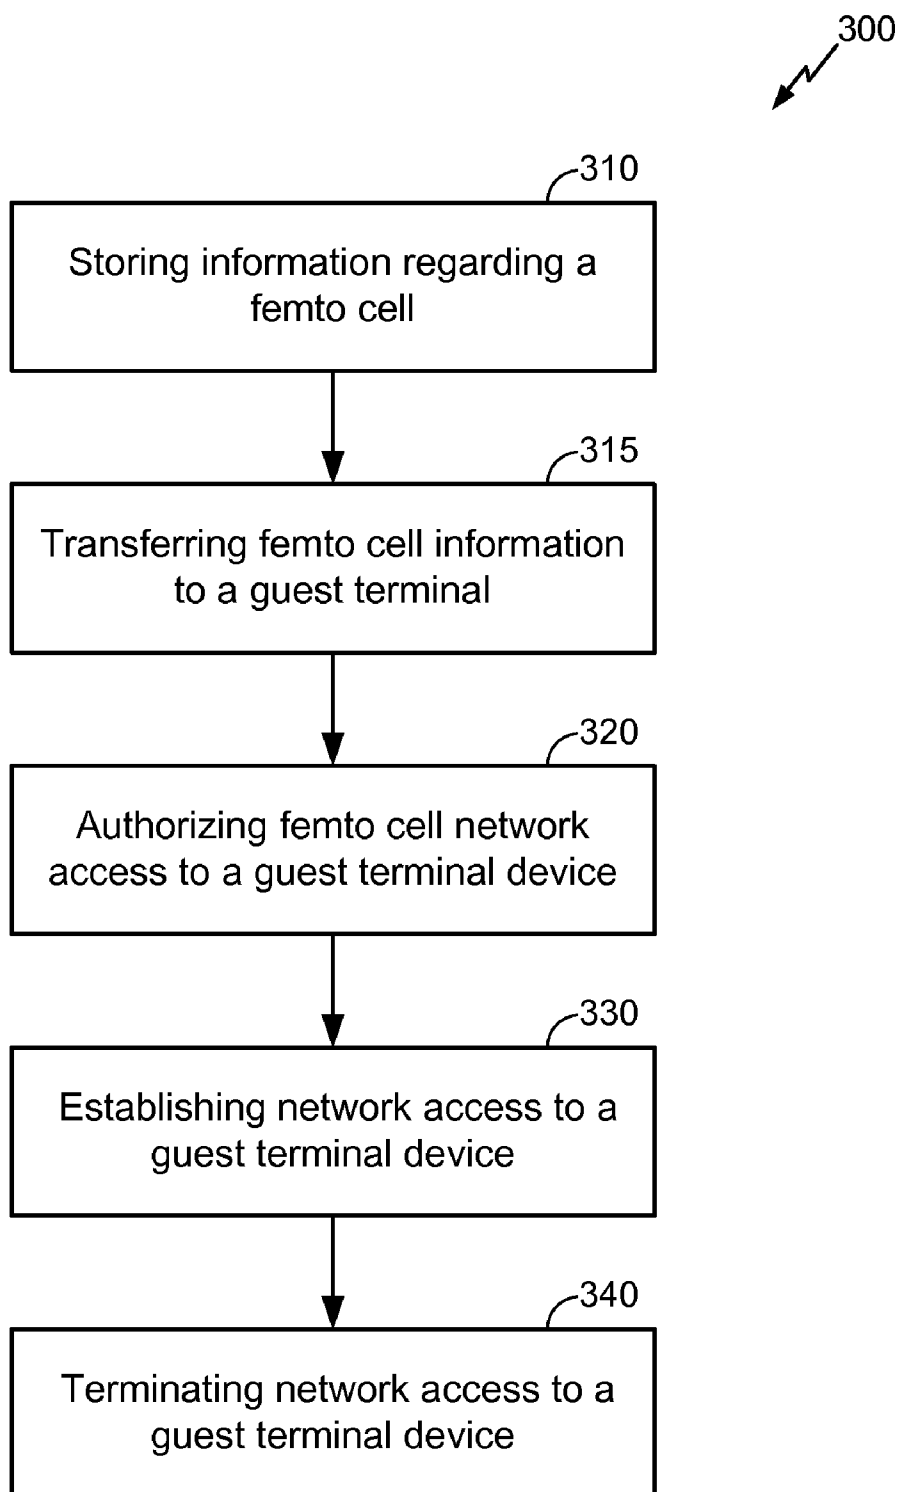 300
310
Storing information regarding a
femto cell
315
Transferring femto cell information
to a guest terminal
320
Authorizing femto cell network
access to a guest terminal device
330
Establishing network access to a
guest terminal device
340
Terminating network access to a
guest terminal device